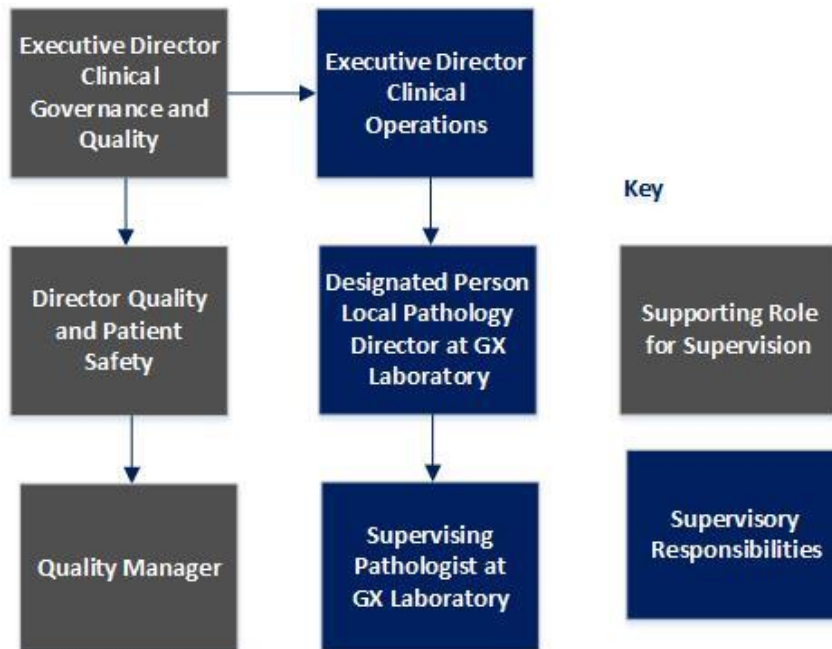 Executive Director
Clinical
Governance and
Quality
Executive Director
Clinical
Operations
Key
Director Quality
and Patient
Safety
Designated Person
Local Pathology
Director at GX
Laboratory
Supporting Role
for Supervision
Quality Manager
Supervising
Pathologist at
GX Laboratory
Supervisory
Responsibilities